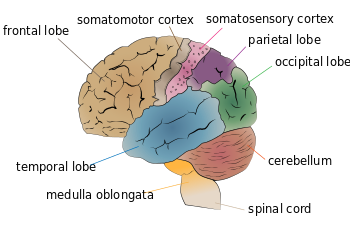 somatomotor cortex
somatosensory cortex
frontal lobe
parietal lobe
occipital lobe
temporal lobe
cerebellum
medulla oblongata
spinal cord